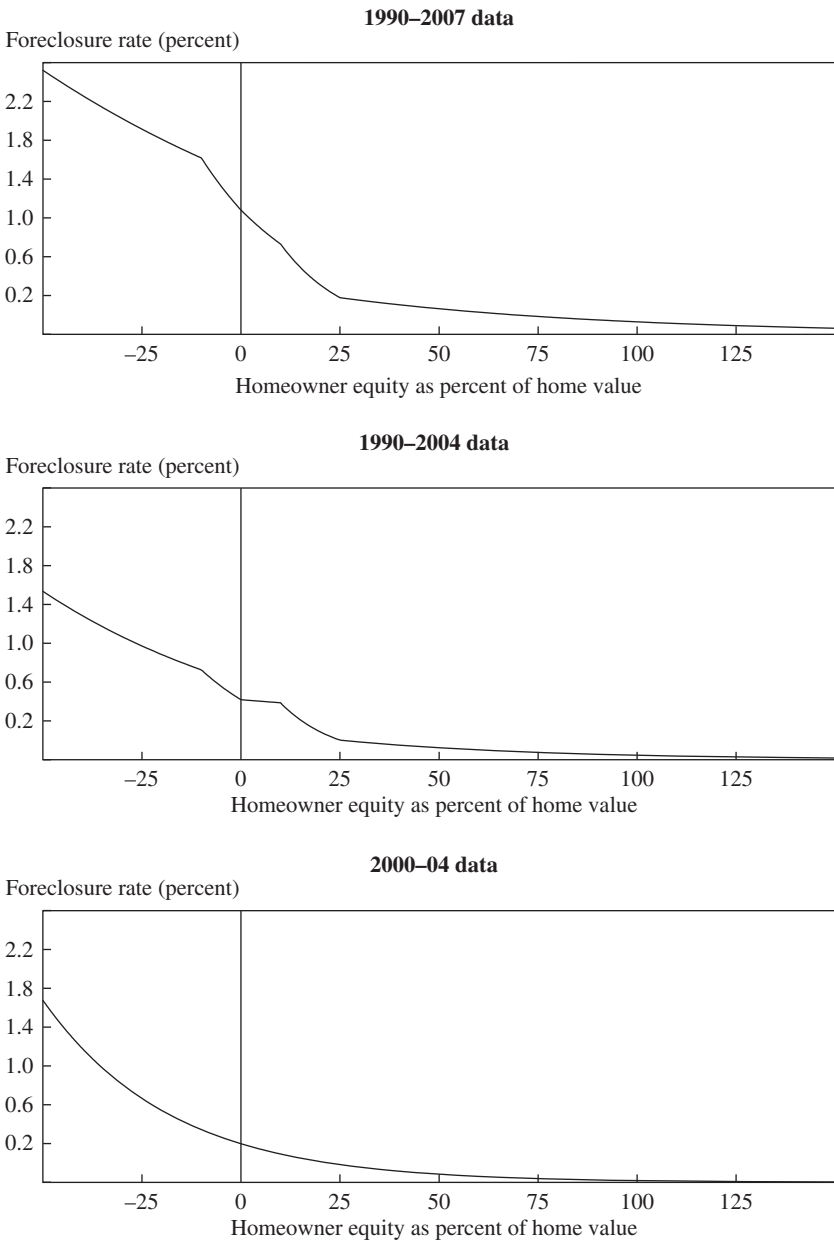 1990–2007 data
Foreclosure rate (percent)
2.2
1.8
1.4
1.0
0.6
0.2
–25 0 25 50 75 100 125
Homeowner equity as percent of home value
1990–2004 data
Foreclosure rate (percent)
2.2
1.8
1.4
1.0
0.6
0.2
–25 0 25 50 75 100 125
Homeowner equity as percent of home value
2000–04 data
Foreclosure rate (percent)
2.2
1.8
1.4
1.0
0.6
0.2
–25 0 25 50 75 100 125
Homeowner equity as percent of home value